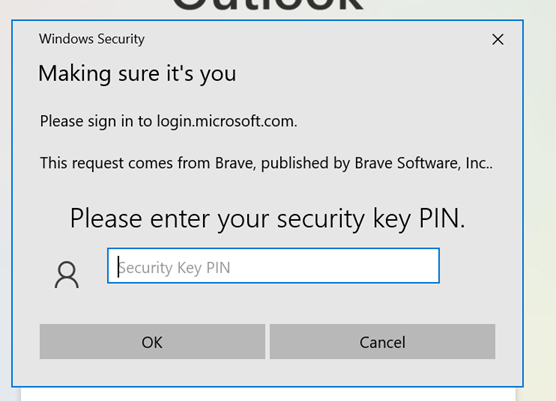 Outlook
Windows Security
Making sure it's you
Please sign in to login.microsoft.com.
This request comes from Brave, published by Brave Software, Inc..
Please enter your security key PIN.
Security Key PIN
OK
Cancel